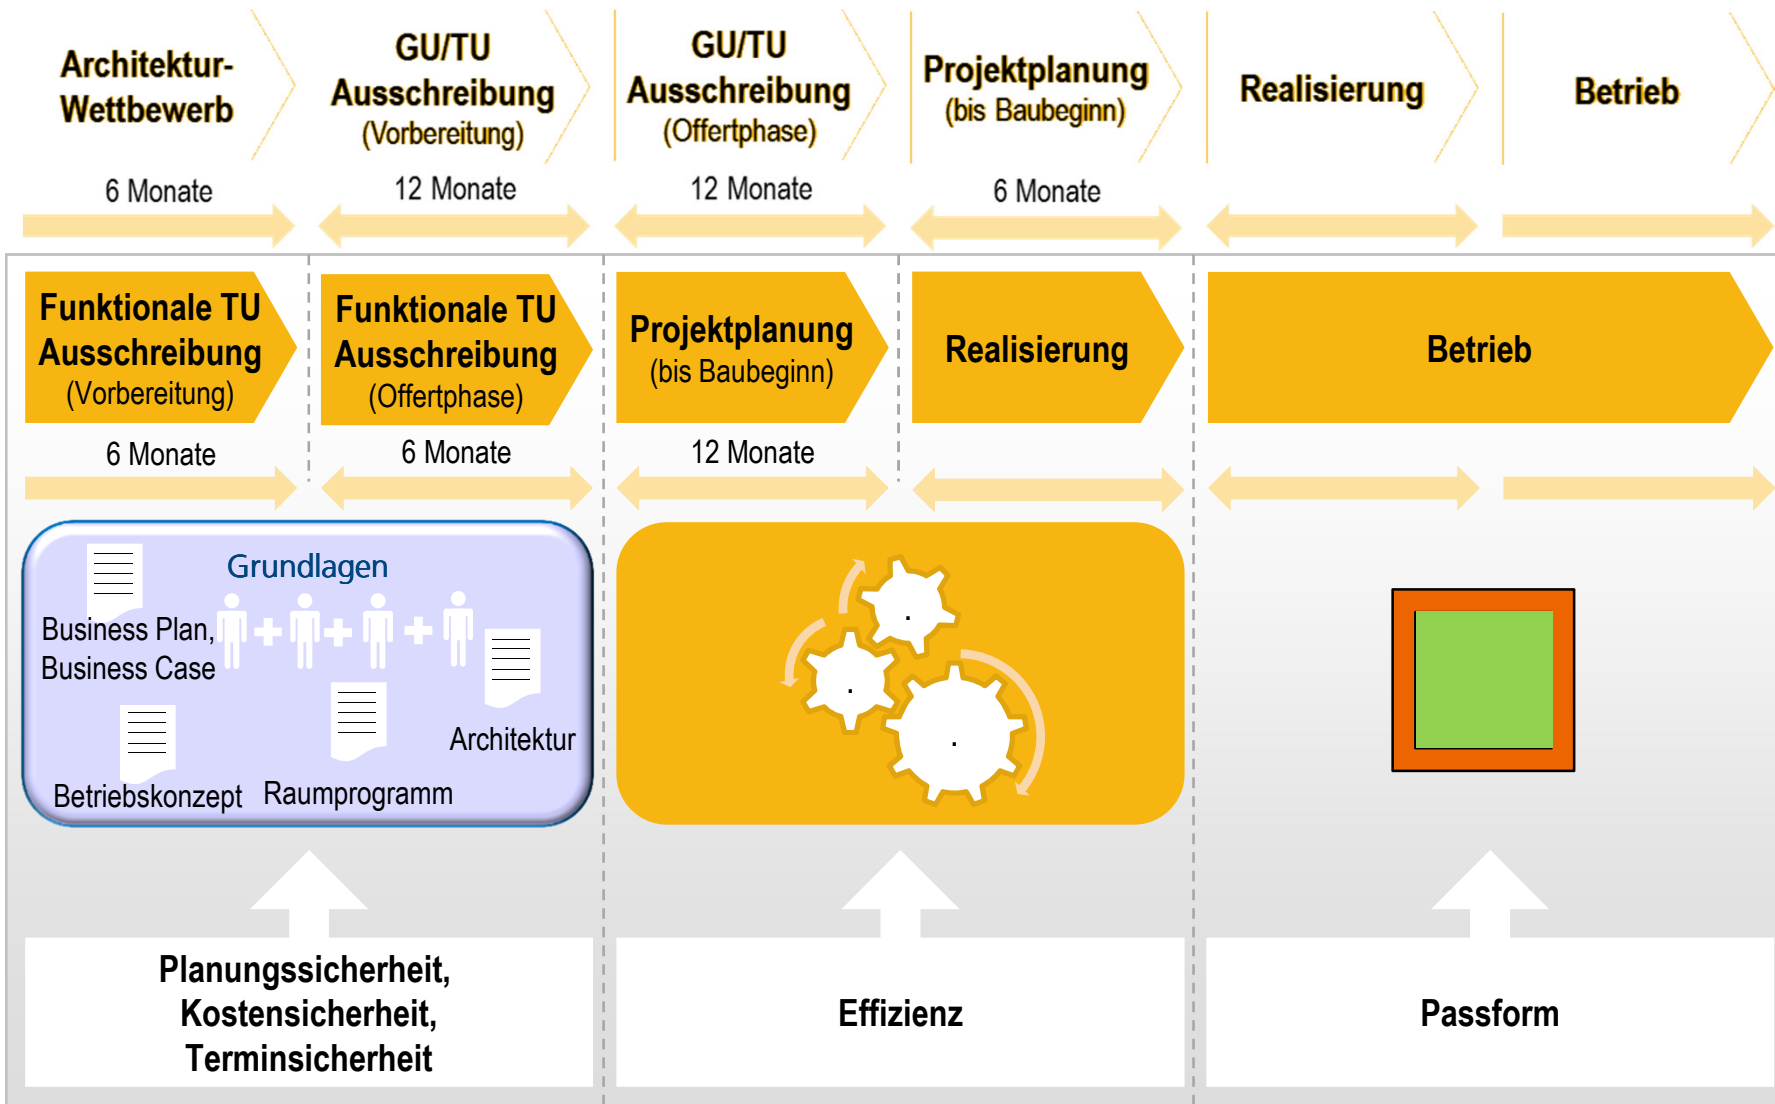 Architektur-
Wettbewerb
GU/TU
Ausschreibung
(Vorbereitung)
GU/TU
Ausschreibung
(Offertphase)
Projektplanung
(bis Baubeginn)
Realisierung
Betrieb
6 Monate
12 Monate
12 Monate
6 Monate
Funktionale TU
Ausschreibung
(Vorbereitung)
Funktionale TU
Ausschreibung
(Offertphase)
Projektplanung
(bis Baubeginn)
Realisierung
Betrieb
6 Monate
6 Monate
12 Monate
Grundlagen
Business Plan,
Business Case
Architektur
Betriebskonzept
Raumprogramm
.
.
.
Planungssicherheit,
Kostensicherheit,
Terminsicherheit
Effizienz
Passform